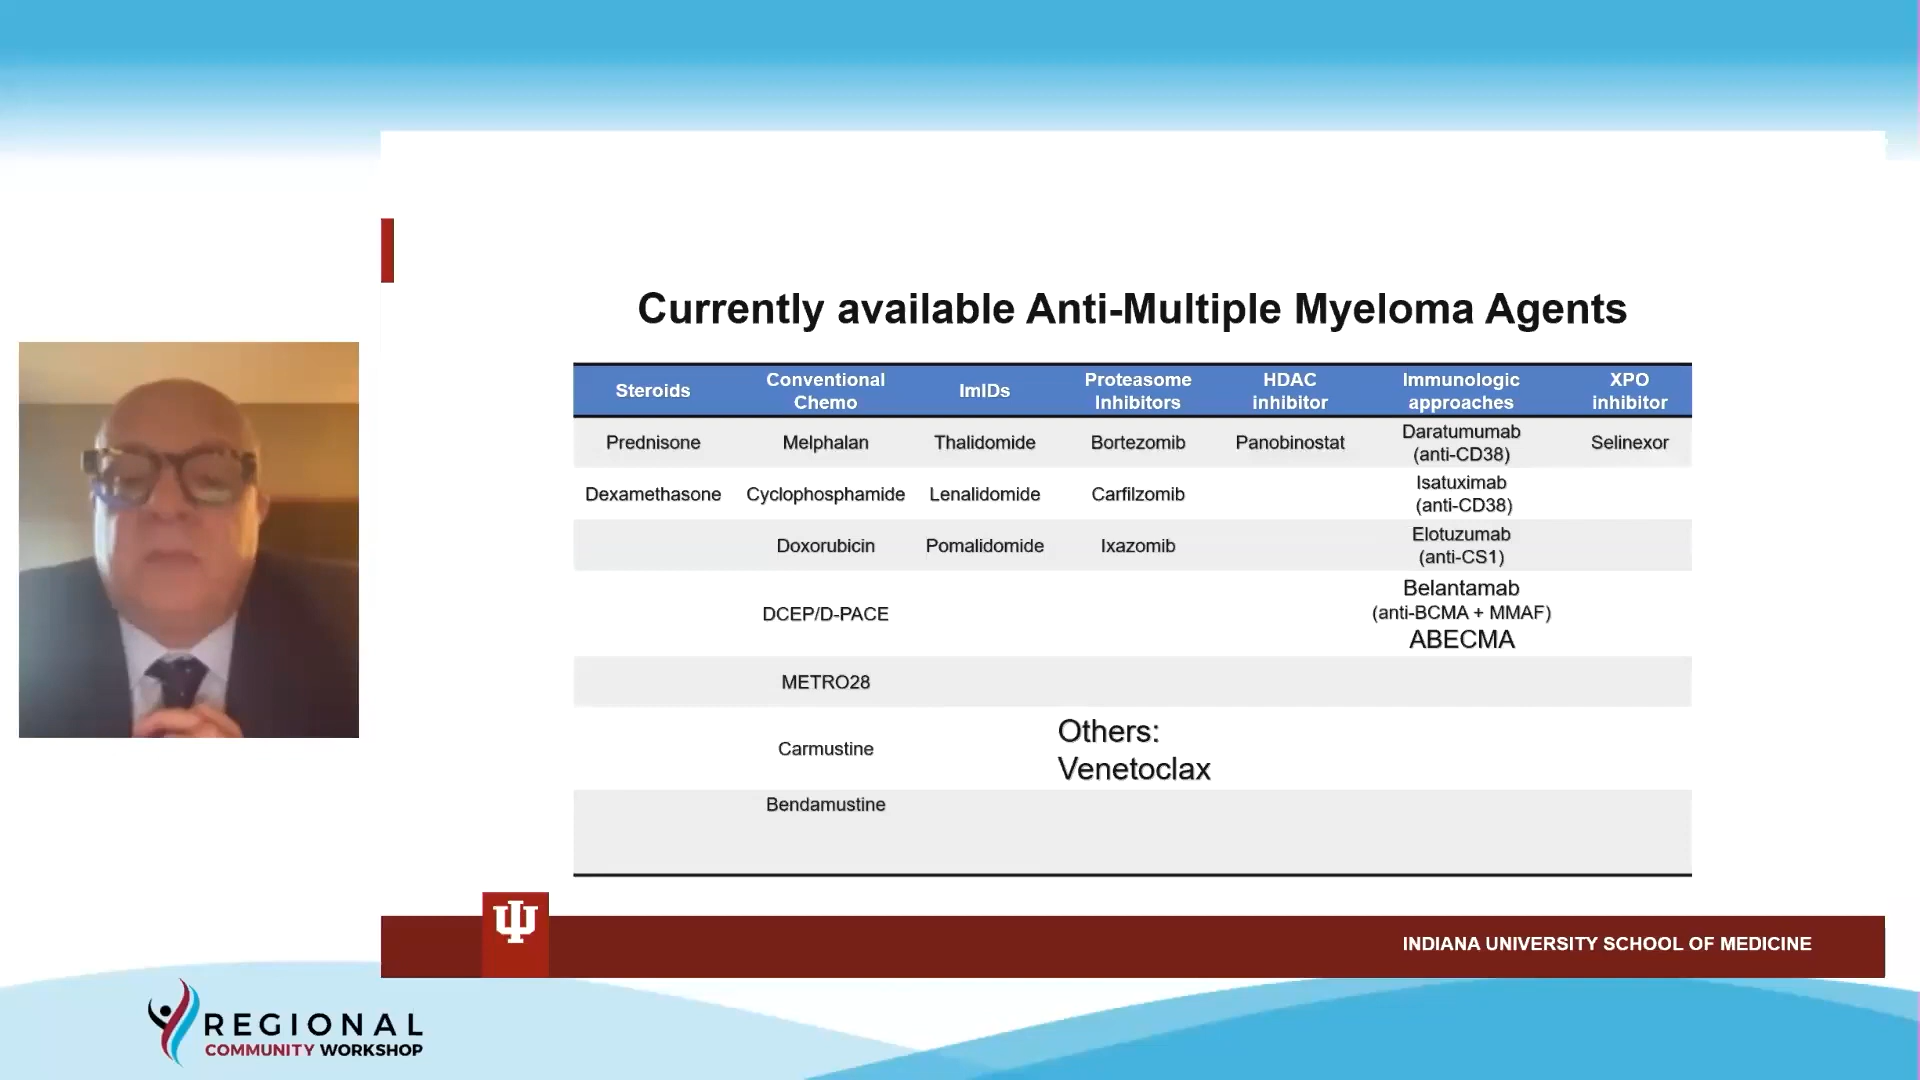 Currently available Anti-Multiple Myeloma Agents
Steroids
Conventional
Chemo
ImIDs
Proteasome
Inhibitors
HDAC
inhibitor
Immunologic
approaches
XPO
inhibitor
Prednisone
Melphalan
Thalidomide
Bortezomib
Panobinostat
Daratumumab
(anti-CD38)
Selinexor
Dexamethasone
Cyclophosphamide
Lenalidomide
Carfilzomib
Isatuximab
(anti-CD38)
Doxorubicin
Pomalidomide
Ixazomib
Elotuzumab
(anti-CS1)
DCEP/D-PACE
Belantamab
(anti-BCMA + MMAF)
ABECMA
METRO28
Carmustine
Others:
Venetoclax
Bendamustine
INDIANA UNIVERSITY SCHOOL OF MEDICINE
REGIONAL
COMMUNITY WORKSHOP